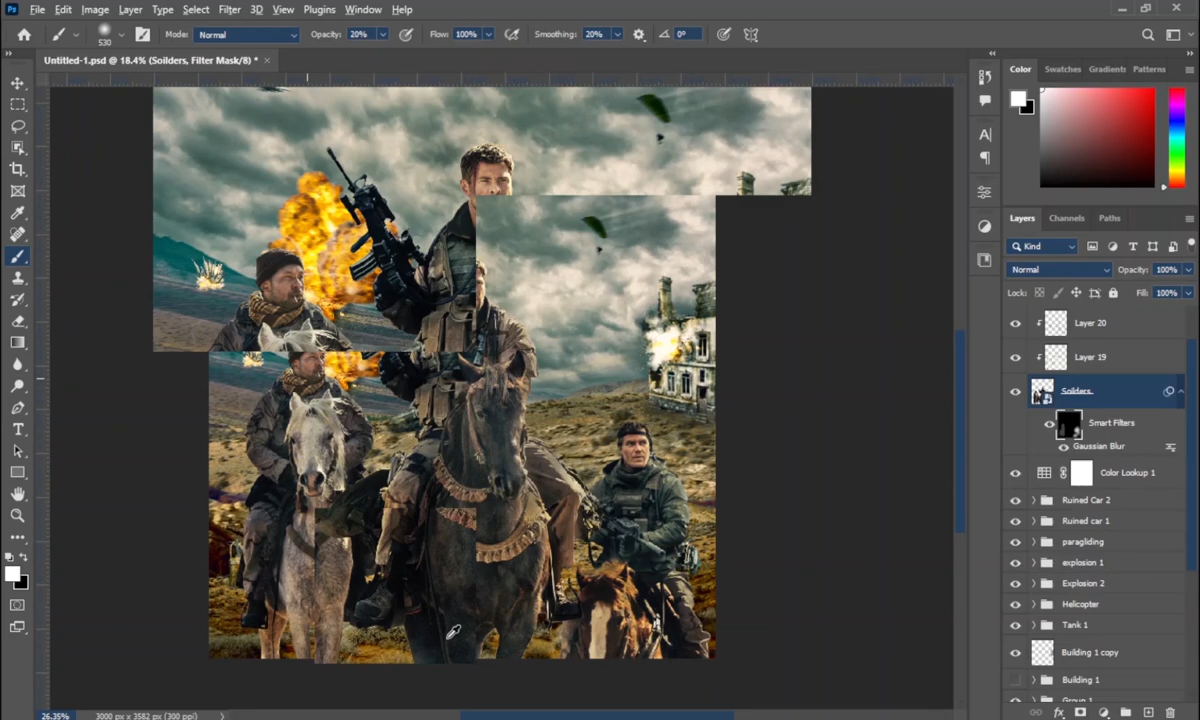 Ps File Edit Image Layer Type Select Filter 3D View Plugins Window Help
530 Mode: Normal Opacity: 20% Flow: 100% Smoothing: 20% 0°
Untitled-1.psd @ 18.4% (Soilders, Filter Mask/8) * ×
Color Swatches Gradients Patterns
Layers Channels Paths
Kind
Normal Opacity: 100%
Lock: Fill: 100%
Layer 20
Layer 19
Soilders
Smart Filters
Gaussian Blur
Color Lookup 1
Ruined Car 2
Ruined car 1
paragliding
explosion 1
Explosion 2
Helicopter
Tank 1
Building 1 copy
Building 1
Group 1
26.35% 3000 px x 3582 px (300 ppi)